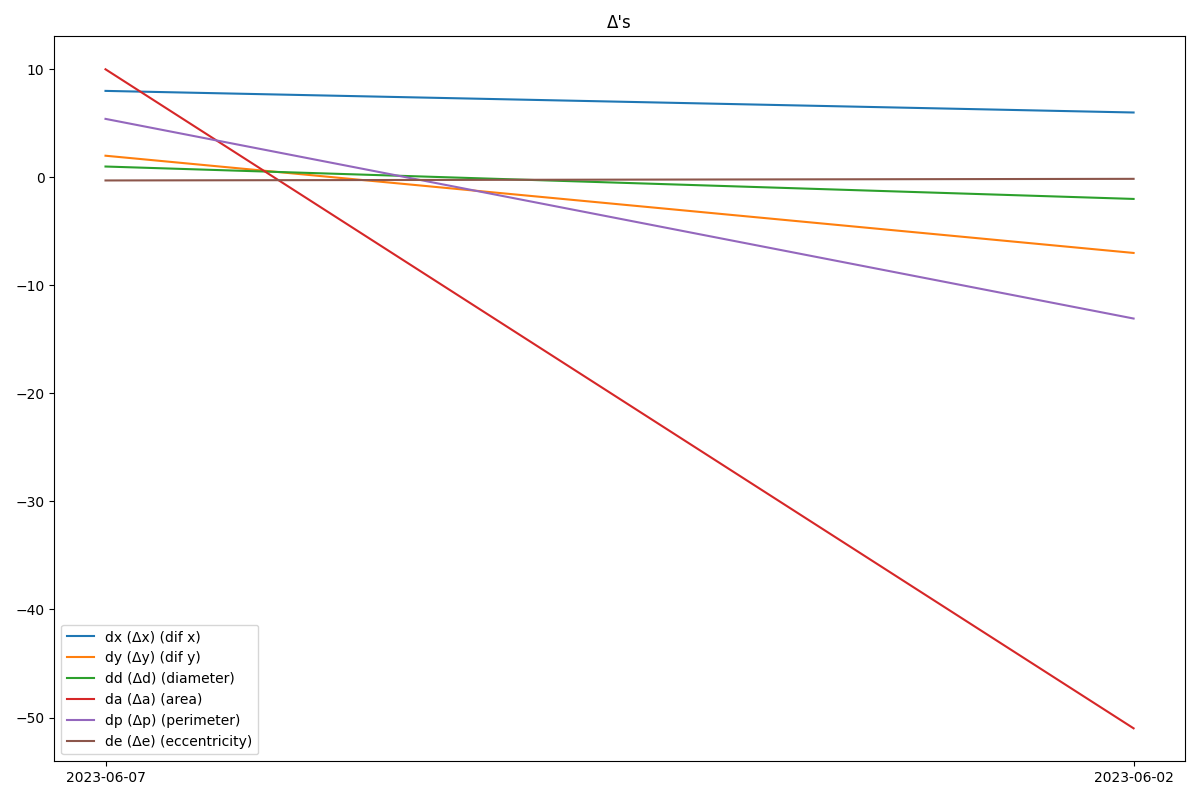 Δ's
10
0
−10
−20
−30
−40
−50
dx (Δx) (dif x)
dy (Δy) (dif y)
dd (Δd) (diameter)
da (Δa) (area)
dp (Δp) (perimeter)
de (Δe) (eccentricity)
2023-06-07
2023-06-02